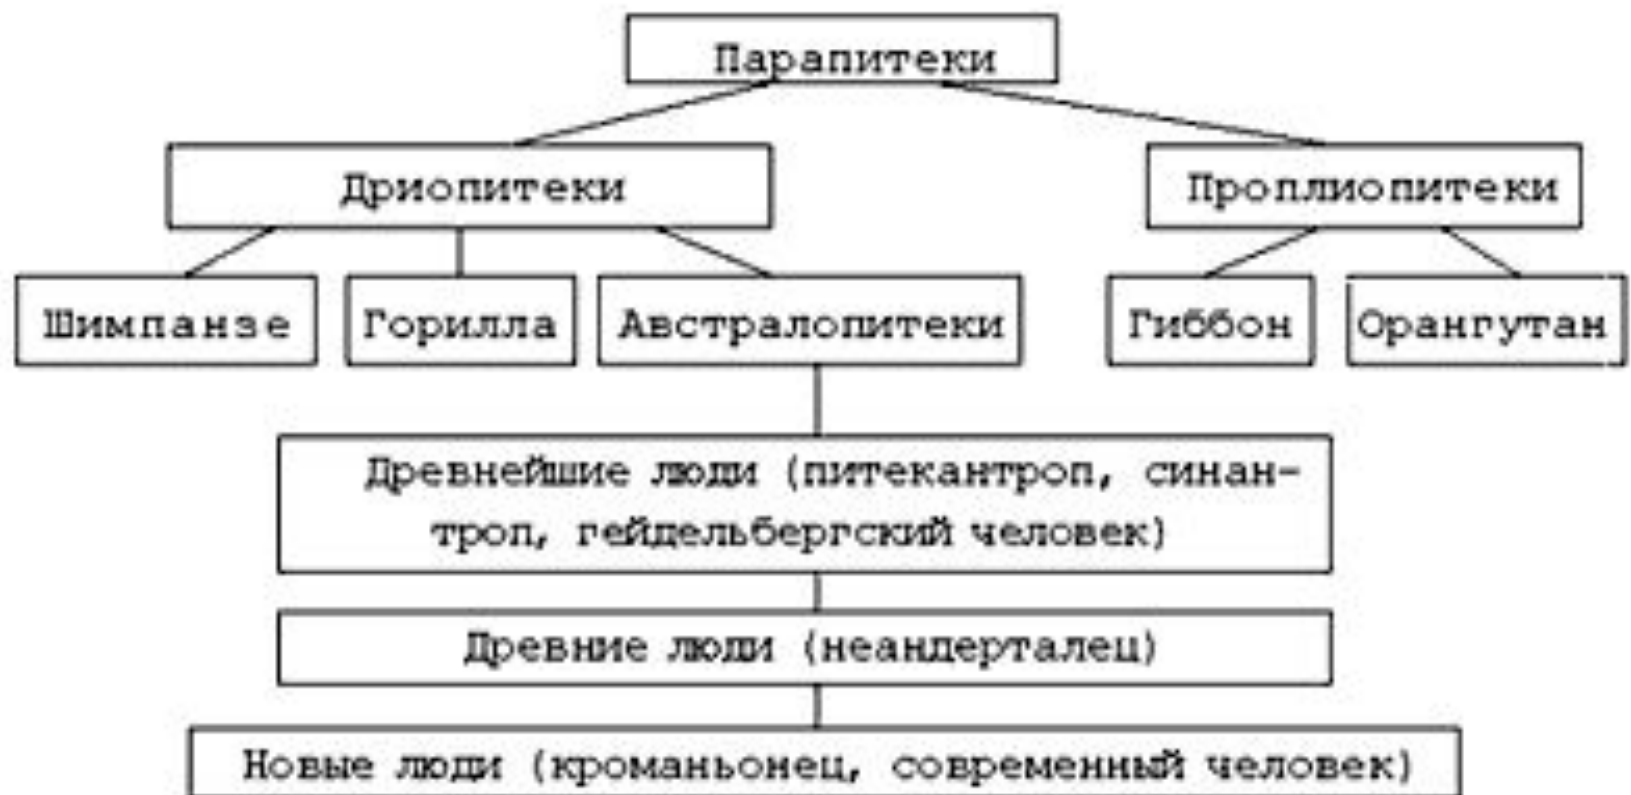 Парапитеки
Дриопитеки
Проплиопитеки
Шимпанзе
Горилла
Австралопитеки
Гиббон
Орангутан
Древнейшие люди (питекантроп, синан-
троп, гейдельбергский человек)
Древние люди (неандерталец)
Новые люди (кроманьонец, современный человек)